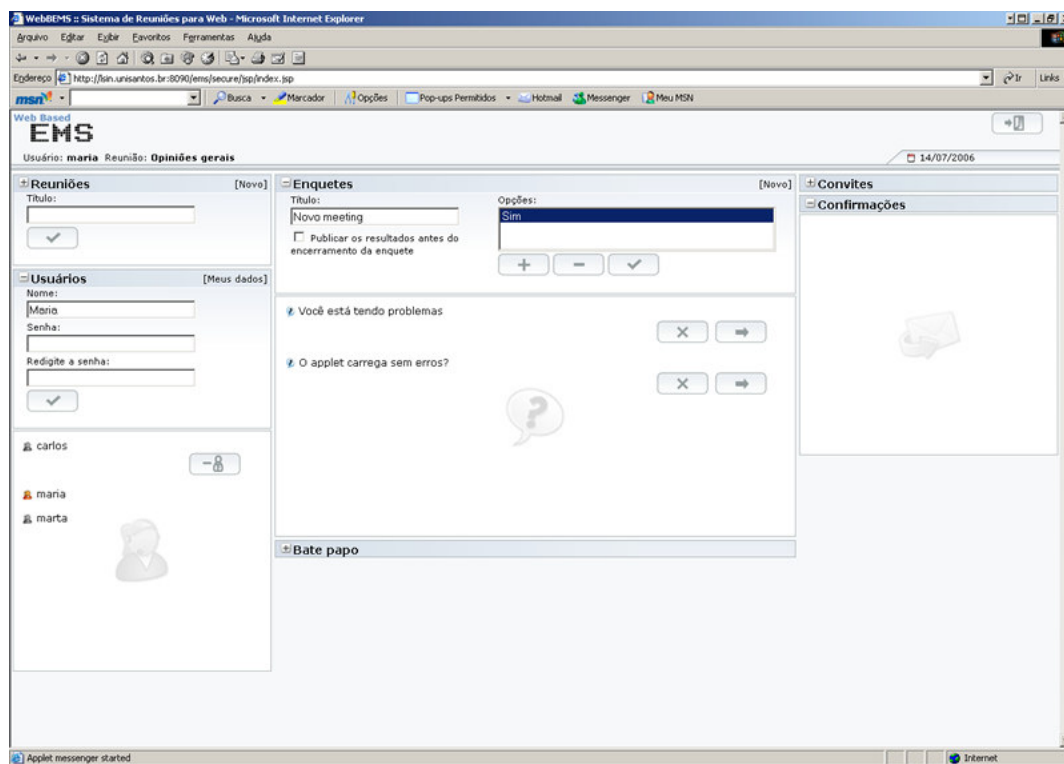 WebBEMS :: Sistema de Reuniões para Web - Microsoft Internet Explorer
Arquivo Editar Exibir Favoritos Ferramentas Ajuda
Endereço http://lsin.unisantos.br:8090/ems/secure/jsp/index.jsp Ir Links
msn Busca Marcador Opções Pop-ups Permitidos Hotmail Messenger Meu MSN
Web Based
EMS
Usuário: maria Reunião: Opiniões gerais 14/07/2006
Reuniões [Novo]
Título:
Usuários [Meus dados]
Nome:
Maria
Senha:
Redigite a senha:
carlos
maria
marta
Enquetes [Novo]
Título: Opções:
Novo meeting Sim
Publicar os resultados antes do
encerramento da enquete
Você está tendo problemas
O applet carrega sem erros?
Bate papo
Convites
Confirmações
Applet messenger started Internet